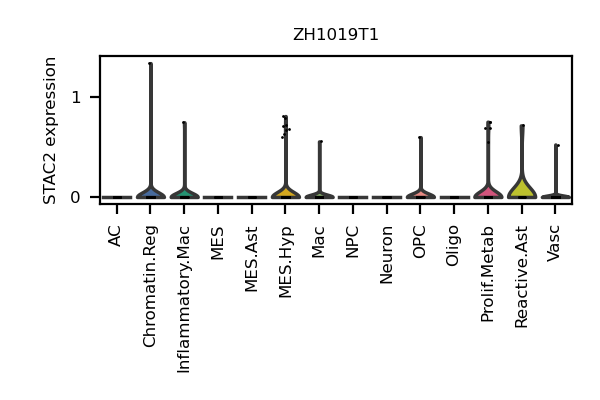 ZH1019T1
STAC2 expression
1
0
AC
Chromatin.Reg
Inflammatory.Mac
MES
MES.Ast
MES.Hyp
Mac
NPC
Neuron
OPC
Oligo
Prolif.Metab
Reactive.Ast
Vasc